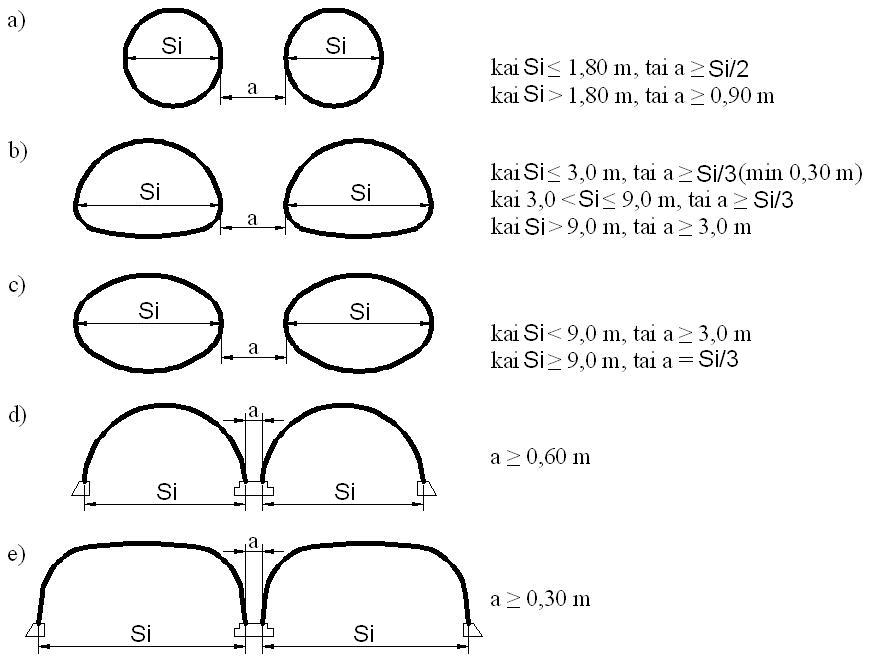 a)
Si Si
a
kai Si ≤ 1,80 m, tai a ≥ Si/2
kai Si > 1,80 m, tai a ≥ 0,90 m
b)
Si Si
a
kai Si ≤ 3,0 m, tai a ≥ Si/3 (min 0,30 m)
kai 3,0 < Si ≤ 9,0 m, tai a ≥ Si/3
kai Si > 9,0 m, tai a ≥ 3,0 m
c)
Si Si
a
kai Si < 9,0 m, tai a ≥ 3,0 m
kai Si ≥ 9,0 m, tai a = Si/3
d)
a
Si Si
a ≥ 0,60 m
e)
a
Si Si
a ≥ 0,30 m